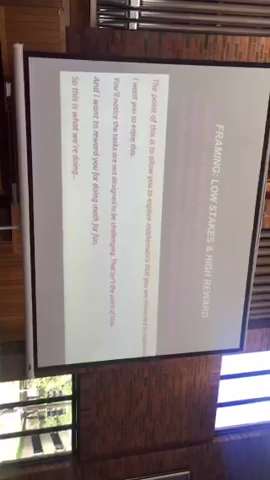 FRAMING: LOW STAKES & HIGH REWARD
The point of this is to allow you to explore mathematics that you are interested in
I want you to enjoy this.
You'll notice the tasks are not designed to be challenging. That isn't the point of this.
And I want to reward you for doing math for fun.
So this is what we're doing...